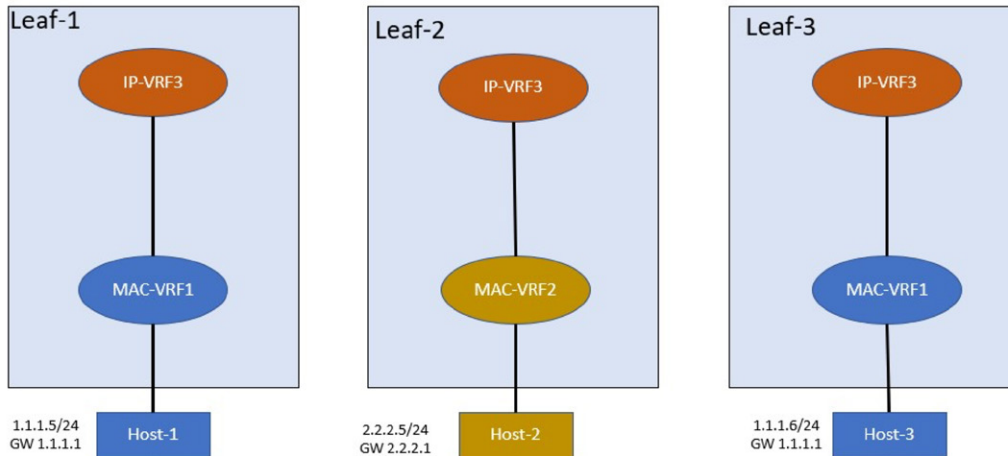 Leaf-1
IP-VRF3
MAC-VRF1
1.1.1.5/24
GW 1.1.1.1
Host-1
Leaf-2
IP-VRF3
MAC-VRF2
2.2.2.5/24
GW 2.2.2.1
Host-2
Leaf-3
IP-VRF3
MAC-VRF1
1.1.1.6/24
GW 1.1.1.1
Host-3